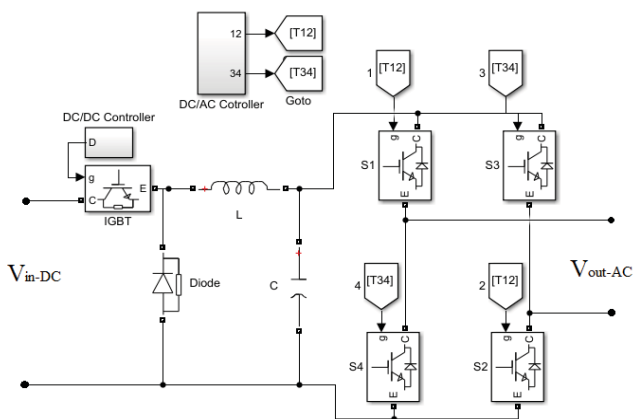 12
[T12]
34
[T34]
DC/AC Cotroller
Goto
1
[T12]
3
[T34]
DC/DC Controller
D
g
C
E
IGBT
L
g
C
S1
E
g
C
S3
E
Vin-DC
Diode
C
Vout-AC
4
[T34]
2
[T12]
g
C
S4
E
g
C
S2
E